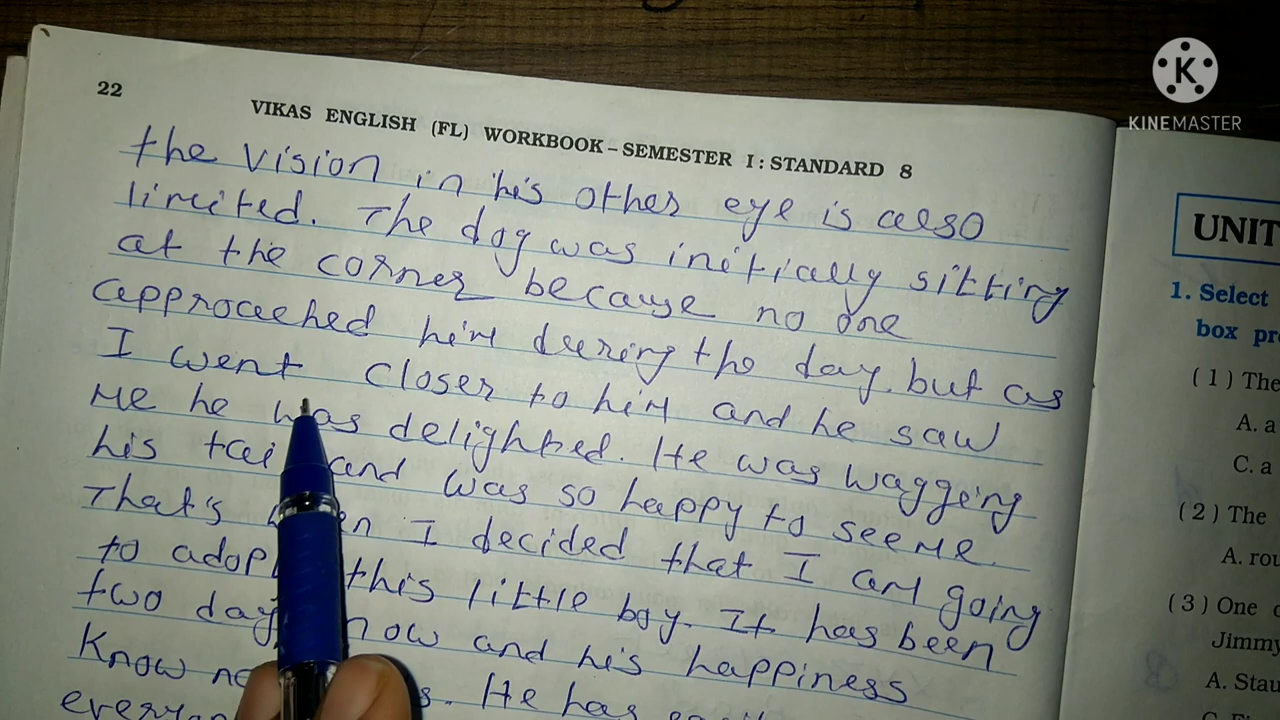 22
VIKAS ENGLISH (FL) WORKBOOK – SEMESTER I : STANDARD 8
the vision in his other eye is also
limited. The dog was initially sitting
at the corner because no one
approached him during the day. but as
I went closer to him and he saw
me he was delighted. He was wagging
his tai and was so happy to see me.
That's I decided that I am going
to adop this little boy. It has been
two day now and his happiness
know He has
K
KINEMASTER
UNIT
1. Select
box pr
(1) The
A. a
C. a
(2) The
A. rou
(3) One
Jimmy
A. Stau